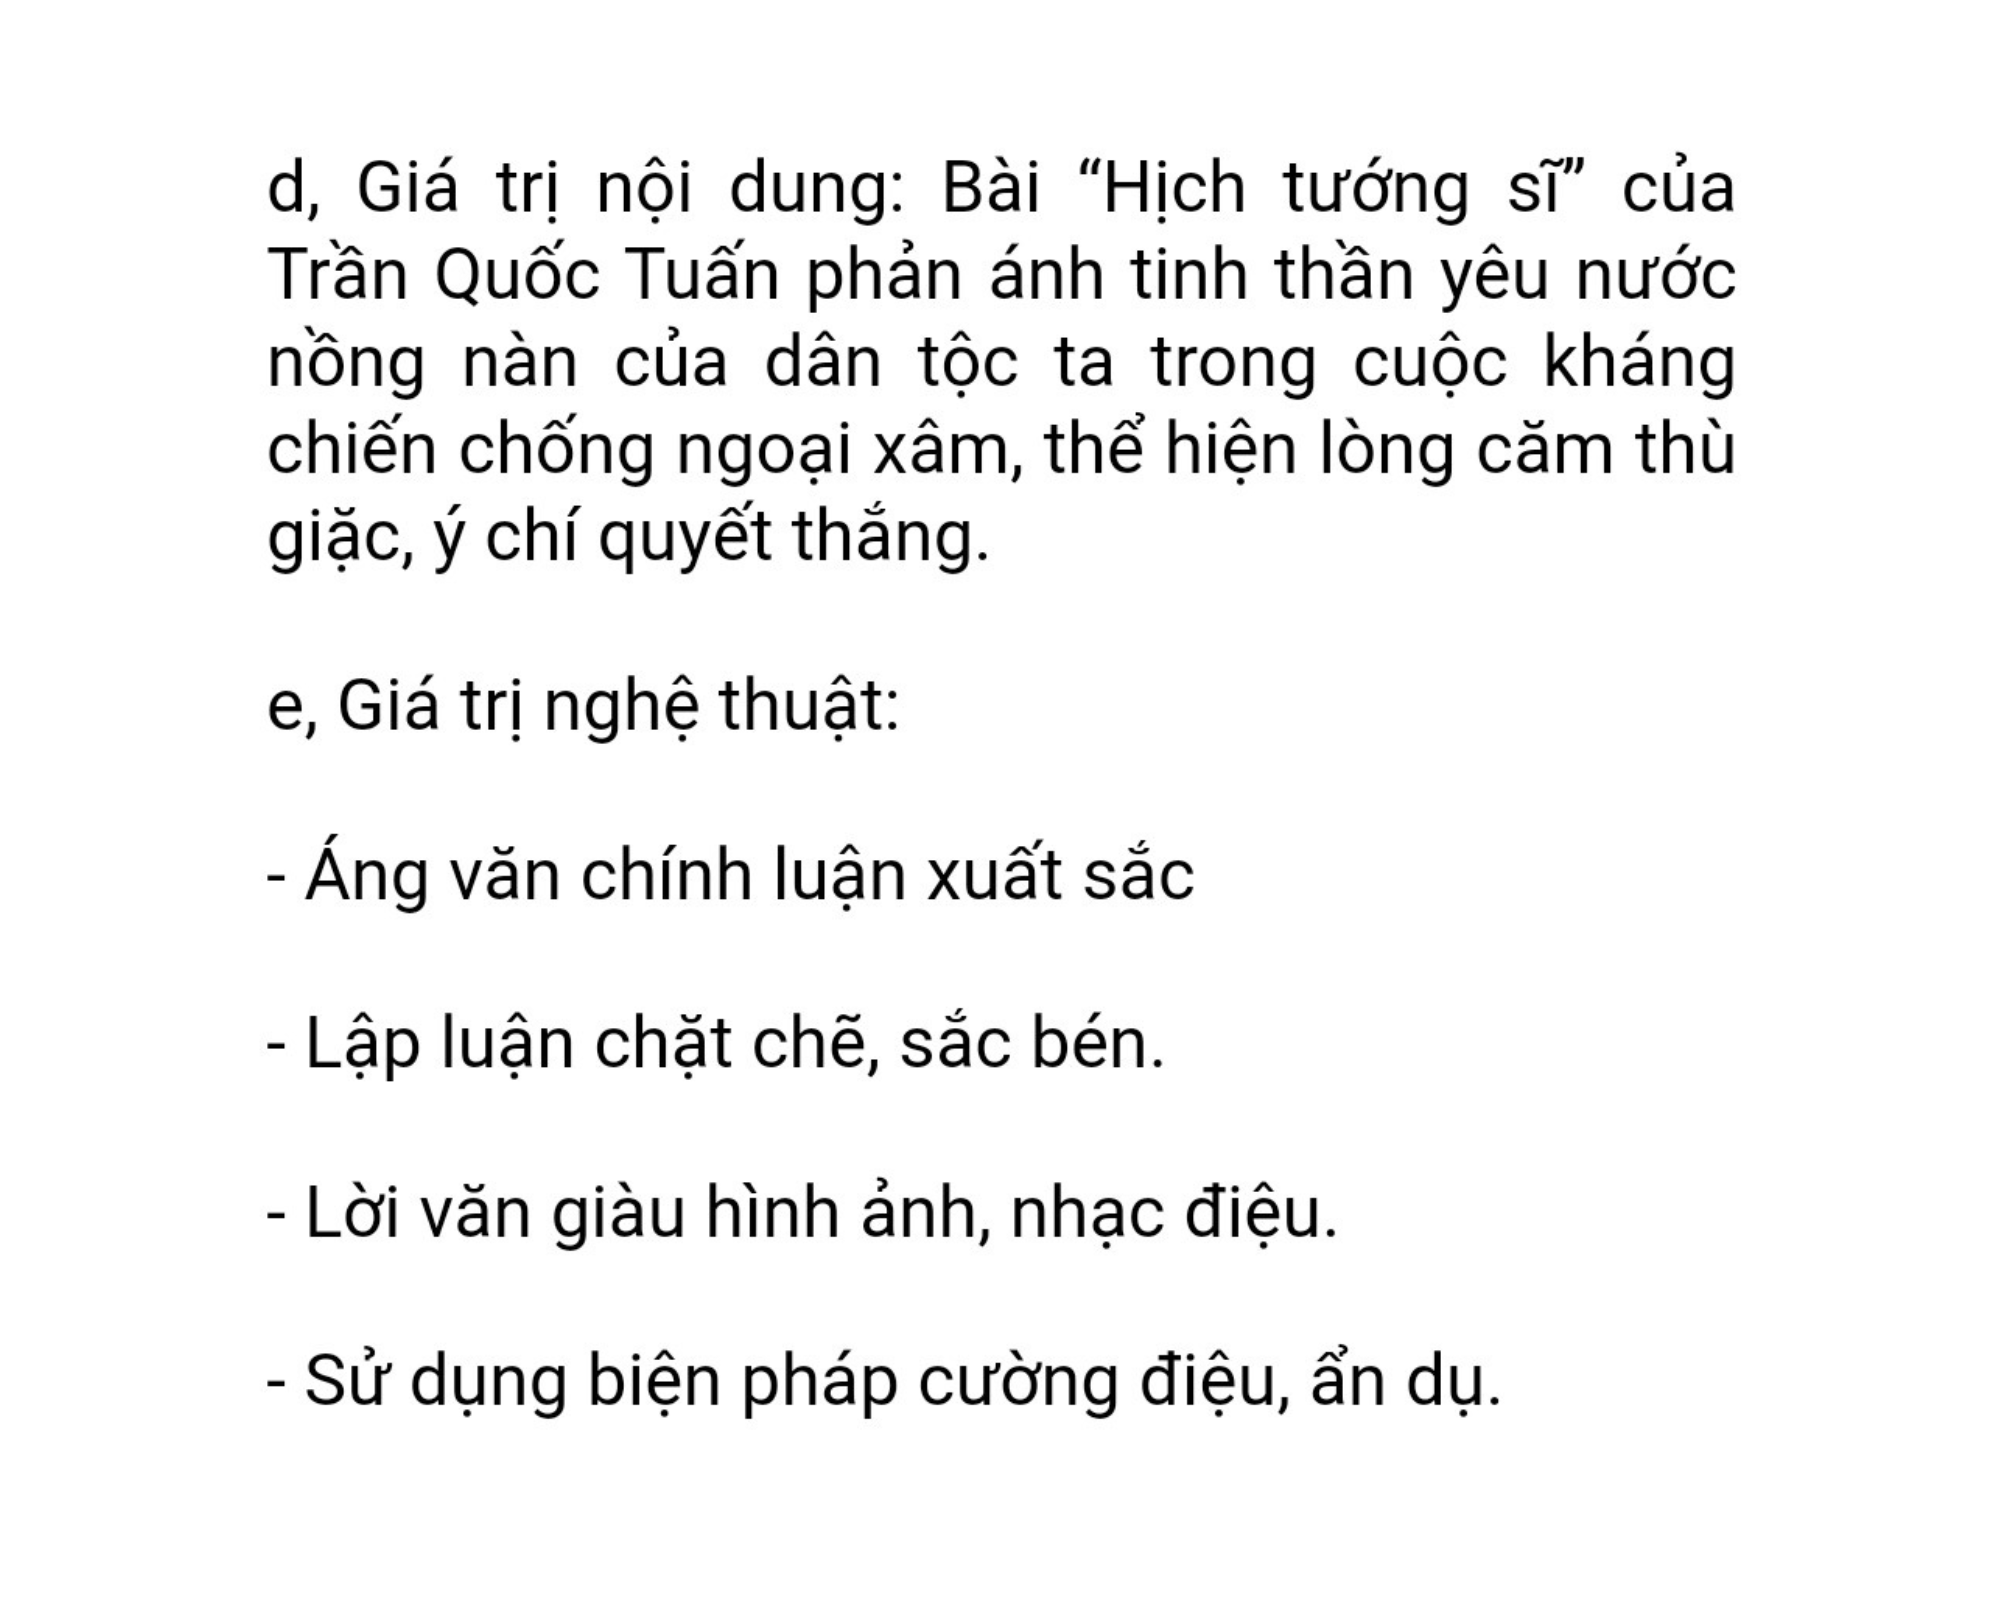 d, Giá trị nội dung: Bài “Hịch tướng sĩ” của
Trần Quốc Tuấn phản ánh tinh thần yêu nước
nồng nàn của dân tộc ta trong cuộc kháng
chiến chống ngoại xâm, thể hiện lòng căm thù
giặc, ý chí quyết thắng.
e, Giá trị nghệ thuật:
- Áng văn chính luận xuất sắc
- Lập luận chặt chẽ, sắc bén.
- Lời văn giàu hình ảnh, nhạc điệu.
- Sử dụng biện pháp cường điệu, ẩn dụ.